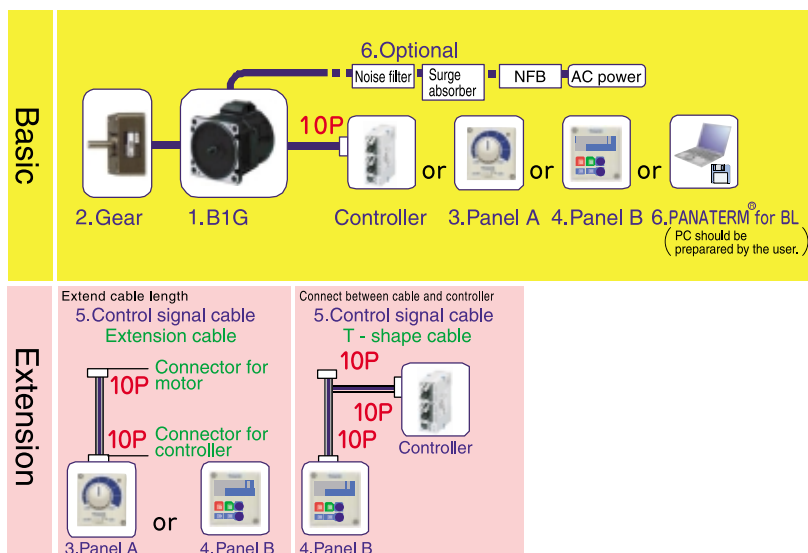 Basic
6.Optional
Noise filter
Surge
absorber
NFB
AC power
10P
or
or
or
2.Gear
1.B1G
Controller
3.Panel A
4.Panel B
6.PANATERM® for BL
( PC should be
preparared by the user. )
Extension
Extend cable length
5.Control signal cable
Extension cable
Connector for
motor
10P
10P
Connector for
controller
or
3.Panel A
4.Panel B
Connect between cable and controller
5.Control signal cable
T - shape cable
10P
10P
10P
Controller
4.Panel B